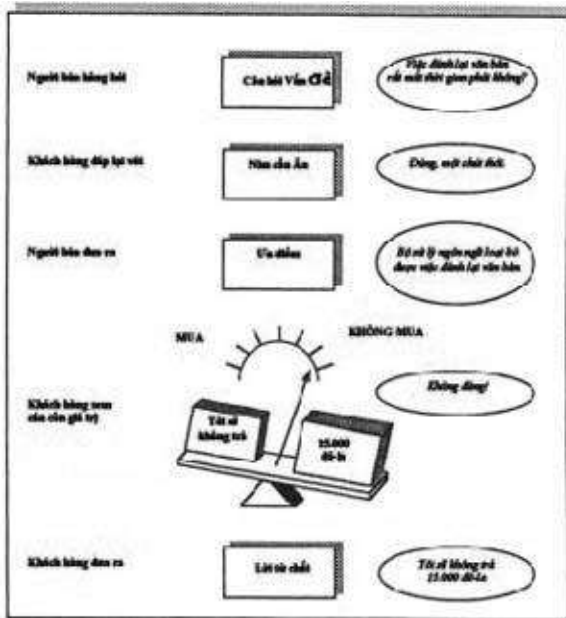 Người bán hàng hỏi
Câu hỏi Vấn đề
Việc đánh lại văn bản
rất mất thời gian phải không?
Khách hàng đáp lại với
Nhu cầu Ẩn
Đúng, một chút thôi.
Người bán đưa ra
Ưu điểm
Bộ xử lý ngôn ngữ loại bỏ
được việc đánh lại văn bản
MUA
KHÔNG MUA
Khách hàng xem
cán cân giá trị
Tôi sẽ
không trả
15.000
đô-la
Không đáng!
Khách hàng đưa ra
Lời từ chối
Tôi sẽ không trả
15.000 đô-la